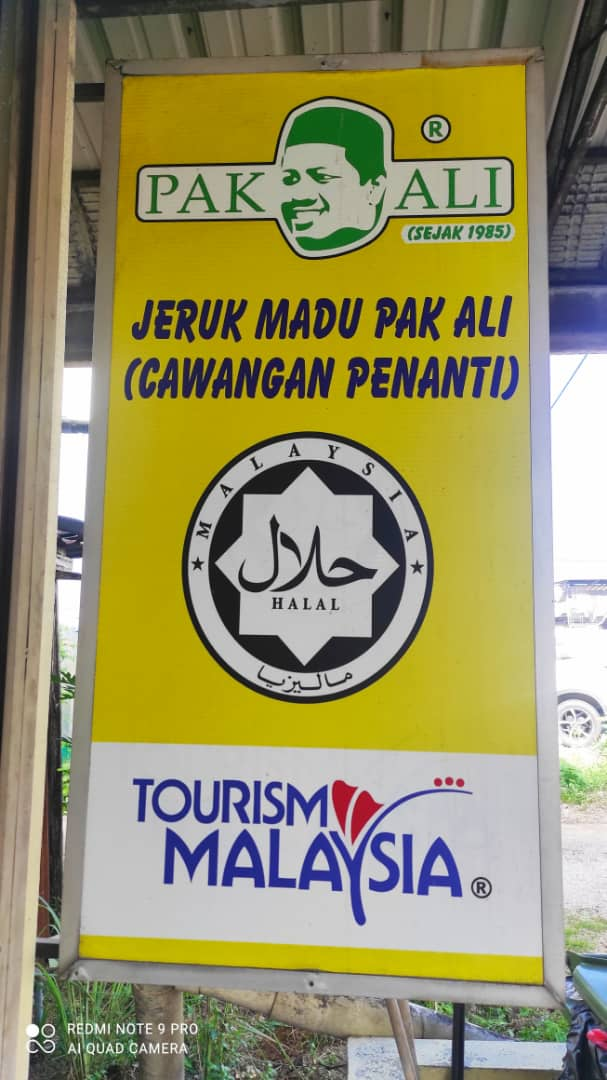 PAK ALI ®
(SEJAK 1985)
JERUK MADU PAK ALI
(CAWANGAN PENANTI)
MALAYSIA
حلال
HALAL
ماليزيا
TOURISM
MALAYSIA ®
REDMI NOTE 9 PRO
AI QUAD CAMERA